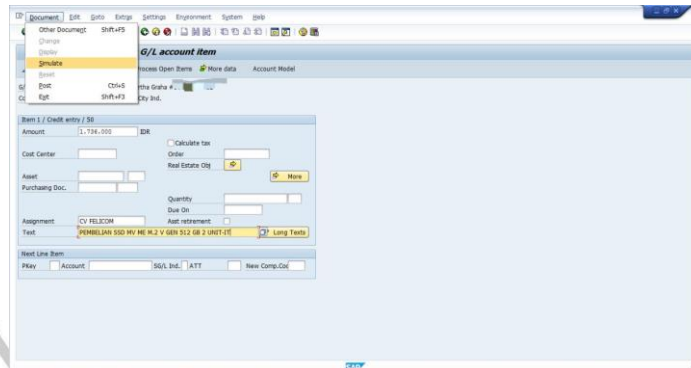 Document Edit Goto Extras Settings Environment System Help
Other Document Shift+F5
Change
Display
Simulate
Reset
Post Ctrl+S
Exit Shift+F3
G/L account item
Process Open Items More data Account Model
City Ind.
Item 1 / Credit entry / 50
Amount 1.736.000 IDR
Calculate tax
Cost Center Order
Real Estate Obj
Asset More
Purchasing Doc.
Quantity
Due On
Assignment CV FELICOM Asst retirement
Text PEMBELIAN SSD MV ME M.2 V GEN 512 GB 2 UNIT-IT Long Texts
Next Line Item
PKey Account SG/L Ind. ATT New Comp.Code
SAP